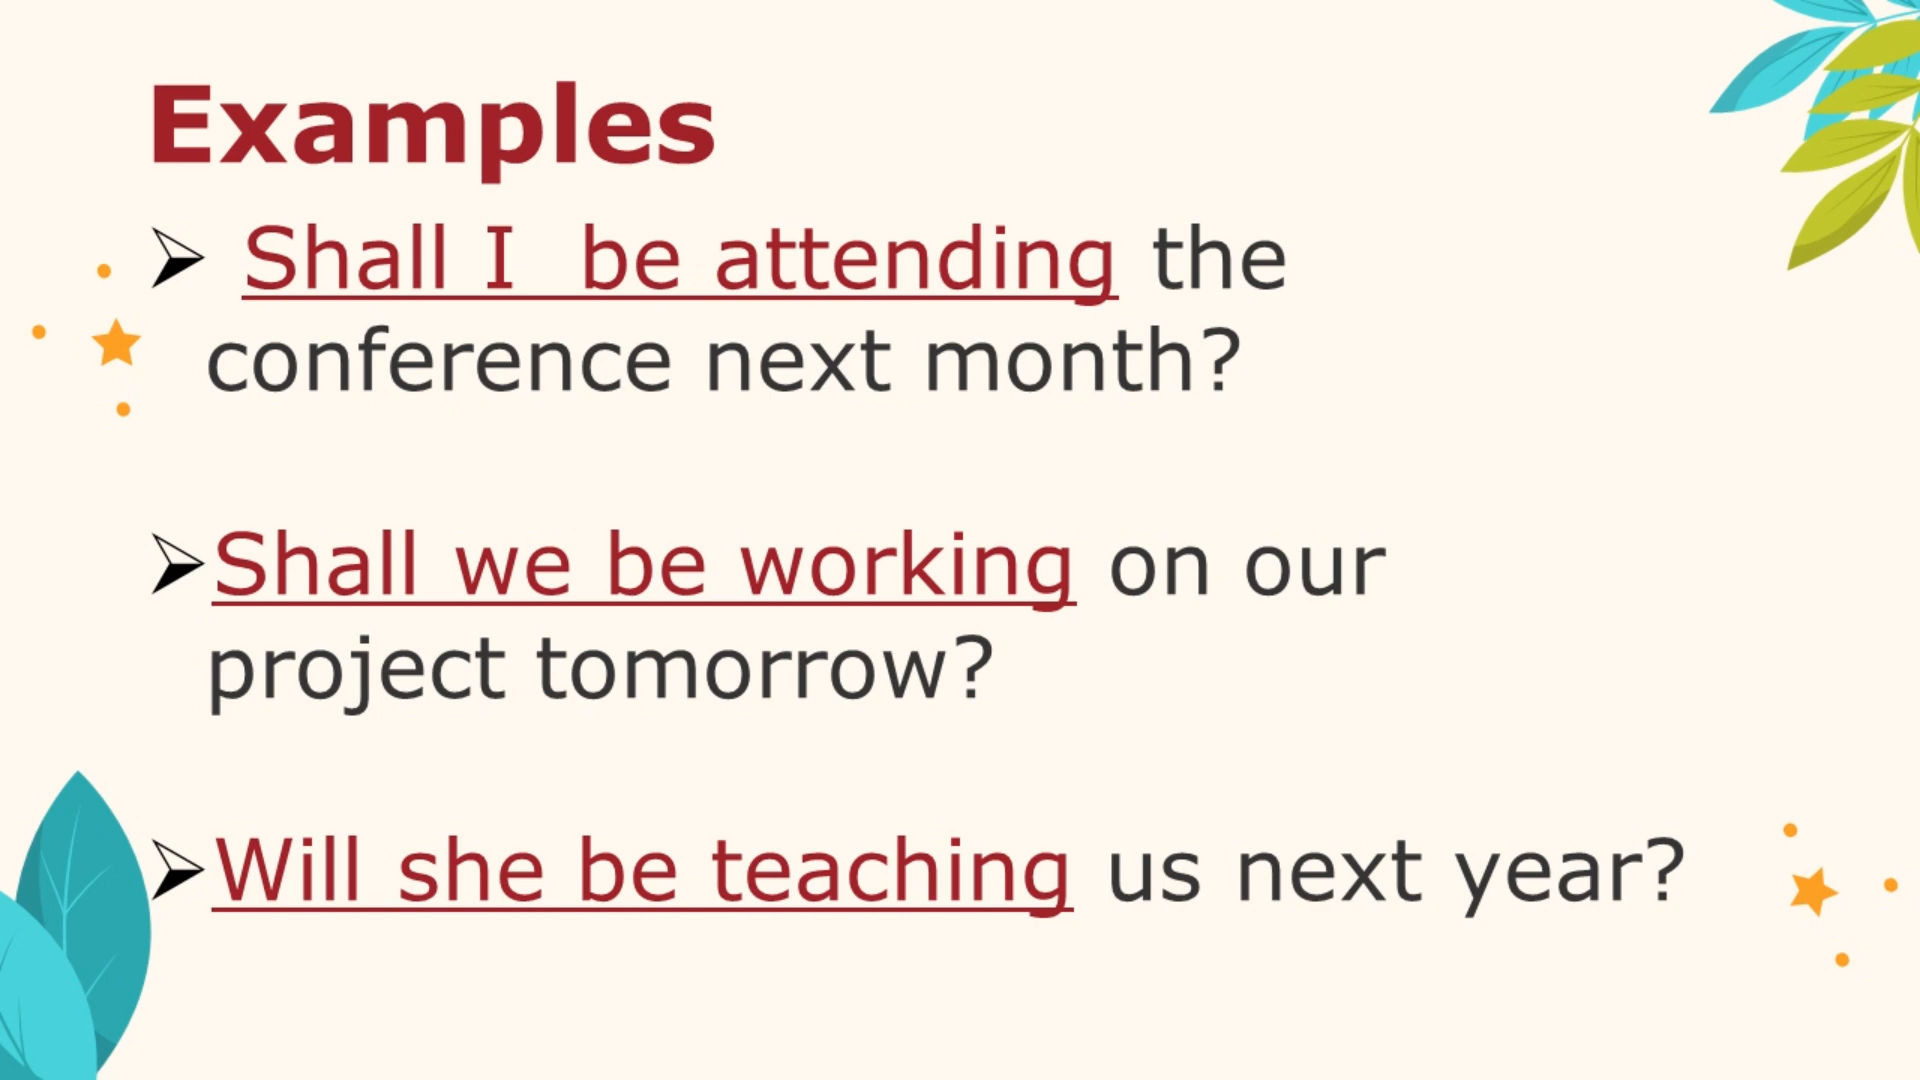 Examples
➢ Shall I  be attending the
conference next month?
➢Shall we be working on our
project tomorrow?
➢Will she be teaching us next year?